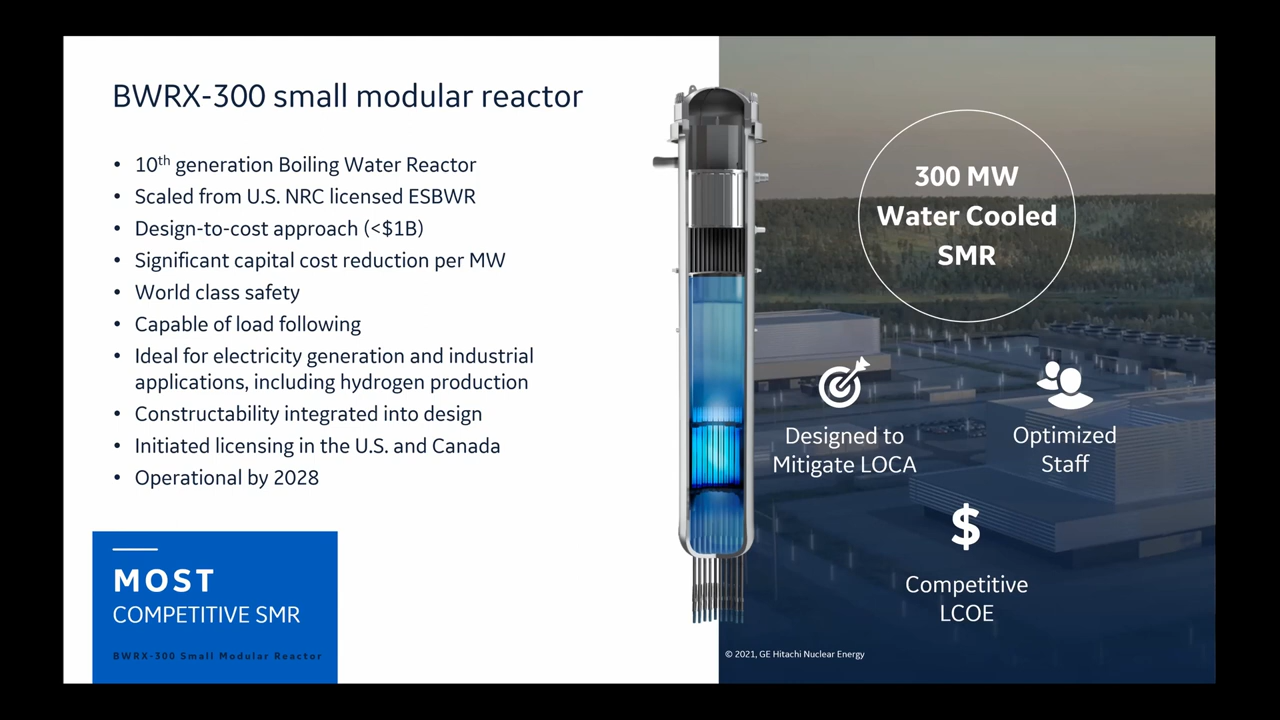 BWRX-300 small modular reactor
• 10th generation Boiling Water Reactor
• Scaled from U.S. NRC licensed ESBWR
• Design-to-cost approach (<$1B)
• Significant capital cost reduction per MW
• World class safety
• Capable of load following
• Ideal for electricity generation and industrial
applications, including hydrogen production
• Constructability integrated into design
• Initiated licensing in the U.S. and Canada
• Operational by 2028
MOST
COMPETITIVE SMR
BWRX-300 Small Modular Reactor
300 MW
Water Cooled
SMR
Designed to
Mitigate LOCA
Optimized
Staff
$
Competitive
LCOE
© 2021, GE Hitachi Nuclear Energy